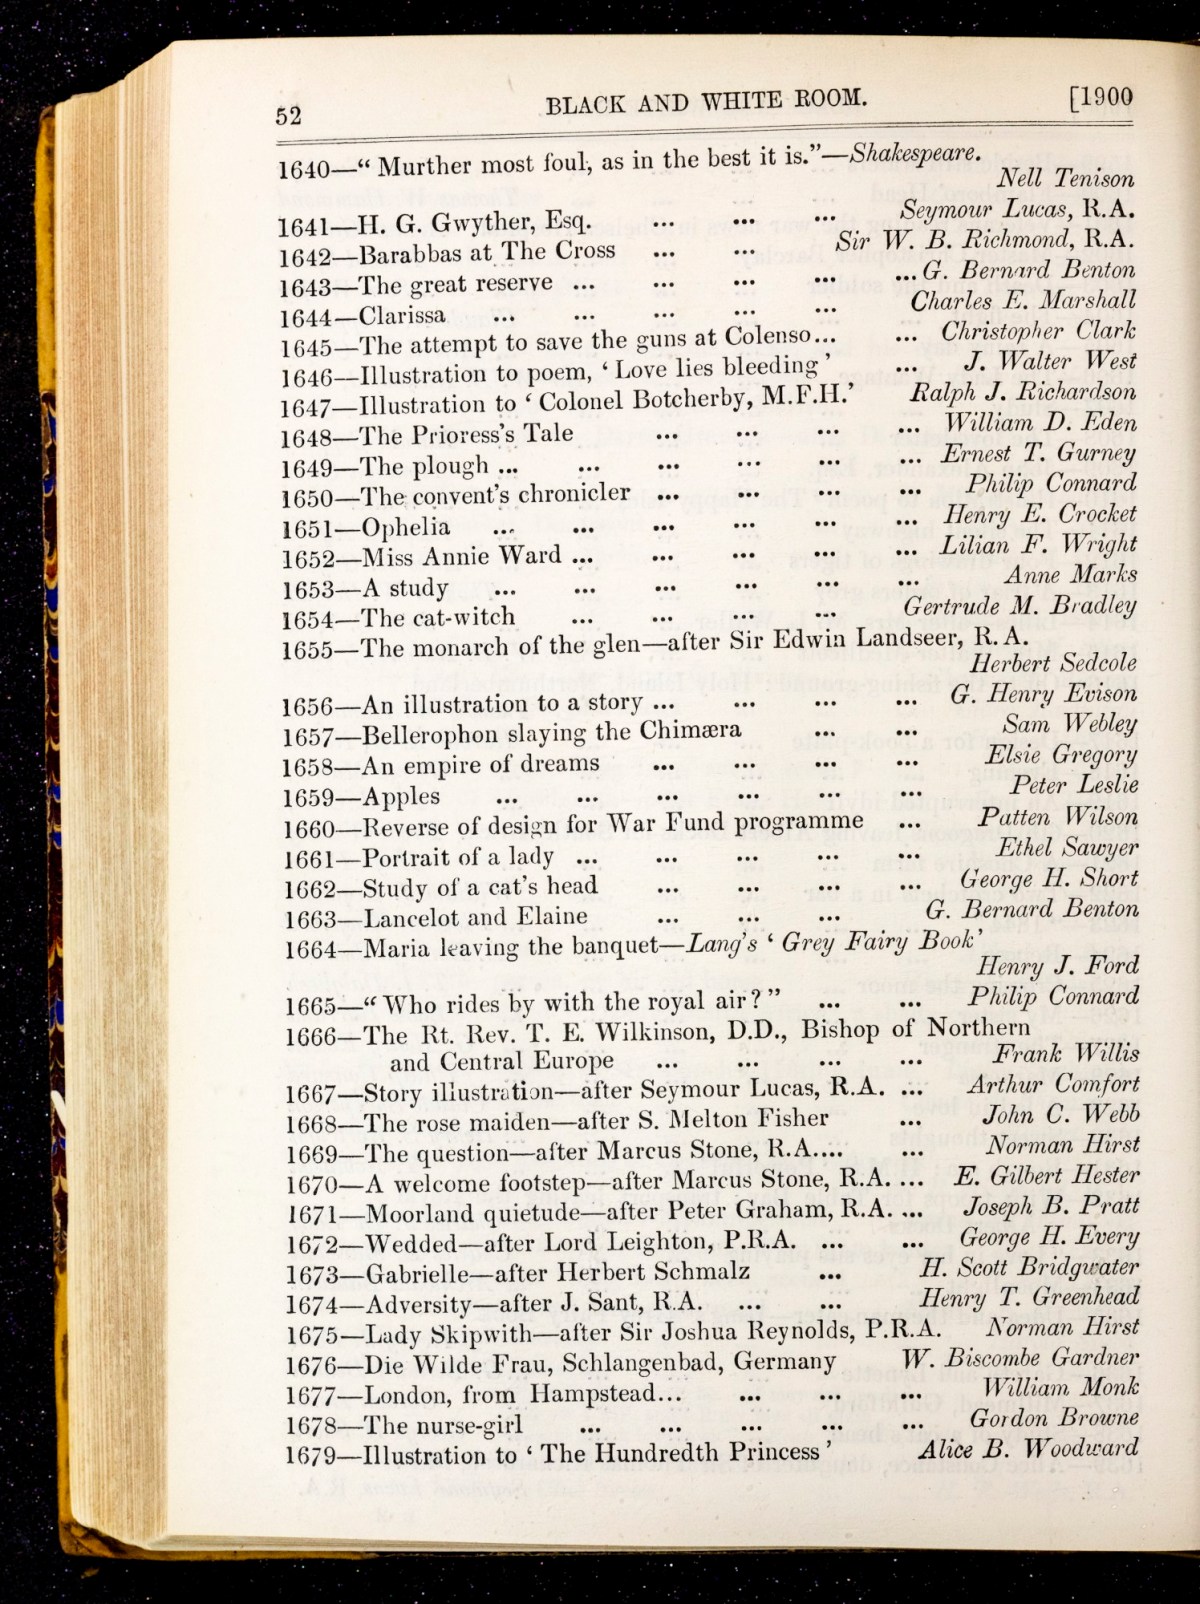 52 BLACK AND WHITE ROOM. [1900
1640—“ Murther most foul, as in the best it is.”—Shakespeare.
Nell Tenison
1641—H. G. Gwyther, Esq. ... ... ... Seymour Lucas, R.A.
1642—Barabbas at The Cross ... ... Sir W. B. Richmond, R.A.
1643—The great reserve ... ... ... ... ... G. Bernard Benton
1644—Clarissa ... ... ... ... ... Charles E. Marshall
1645—The attempt to save the guns at Colenso... ... Christopher Clark
1646—Illustration to poem, ‘ Love lies bleeding ’ ... J. Walter West
1647—Illustration to ‘ Colonel Botcherby, M.F.H.’ Ralph J. Richardson
1648—The Prioress’s Tale ... ... ... ... William D. Eden
1649—The plough ... ... ... ... ... ... Ernest T. Gurney
1650—The convent’s chronicler ... ... ... ... Philip Connard
1651—Ophelia ... ... ... ... ... ... Henry E. Crocket
1652—Miss Annie Ward ... ... ... ... ... Lilian F. Wright
1653—A study ... ... ... ... ... ... Anne Marks
1654—The cat-witch ... ... ... ... Gertrude M. Bradley
1655—The monarch of the glen—after Sir Edwin Landseer, R.A.
Herbert Sedcole
1656—An illustration to a story ... ... ... ... G. Henry Evison
1657—Bellerophon slaying the Chimæra ... ... Sam Webley
1658—An empire of dreams ... ... ... ... Elsie Gregory
1659—Apples ... ... ... ... ... ... Peter Leslie
1660—Reverse of design for War Fund programme ... Patten Wilson
1661—Portrait of a lady ... ... ... ... ... Ethel Sawyer
1662—Study of a cat’s head ... ... ... ... George H. Short
1663—Lancelot and Elaine ... ... ... G. Bernard Benton
1664—Maria leaving the banquet—Lang’s ‘ Grey Fairy Book’
Henry J. Ford
1665—“ Who rides by with the royal air ? ” ... ... Philip Connard
1666—The Rt. Rev. T. E. Wilkinson, D.D., Bishop of Northern
and Central Europe ... ... ... ... Frank Willis
1667—Story illustration—after Seymour Lucas, R.A. ... Arthur Comfort
1668—The rose maiden—after S. Melton Fisher ... John C. Webb
1669—The question—after Marcus Stone, R.A.... ... Norman Hirst
1670—A welcome footstep—after Marcus Stone, R.A. ... E. Gilbert Hester
1671—Moorland quietude—after Peter Graham, R.A. ... Joseph B. Pratt
1672—Wedded—after Lord Leighton, P.R.A. ... ... George H. Every
1673—Gabrielle—after Herbert Schmalz ... H. Scott Bridgwater
1674—Adversity—after J. Sant, R.A. ... ... Henry T. Greenhead
1675—Lady Skipwith—after Sir Joshua Reynolds, P.R.A. Norman Hirst
1676—Die Wilde Frau, Schlangenbad, Germany W. Biscombe Gardner
1677—London, from Hampstead... ... ... ... William Monk
1678—The nurse-girl ... ... ... ... ... Gordon Browne
1679—Illustration to ‘ The Hundredth Princess ’ Alice B. Woodward